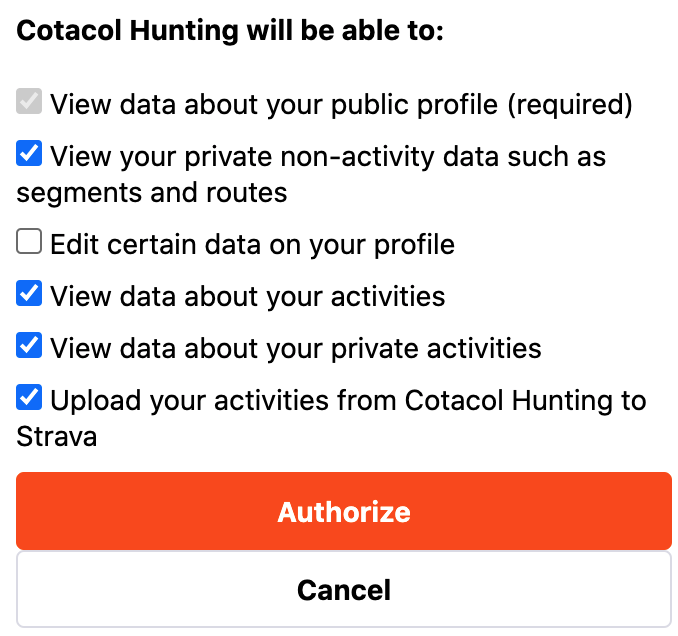 Cotacol Hunting will be able to:
View data about your public profile (required)
View your private non-activity data such as
segments and routes
Edit certain data on your profile
View data about your activities
View data about your private activities
Upload your activities from Cotacol Hunting to
Strava
Authorize
Cancel